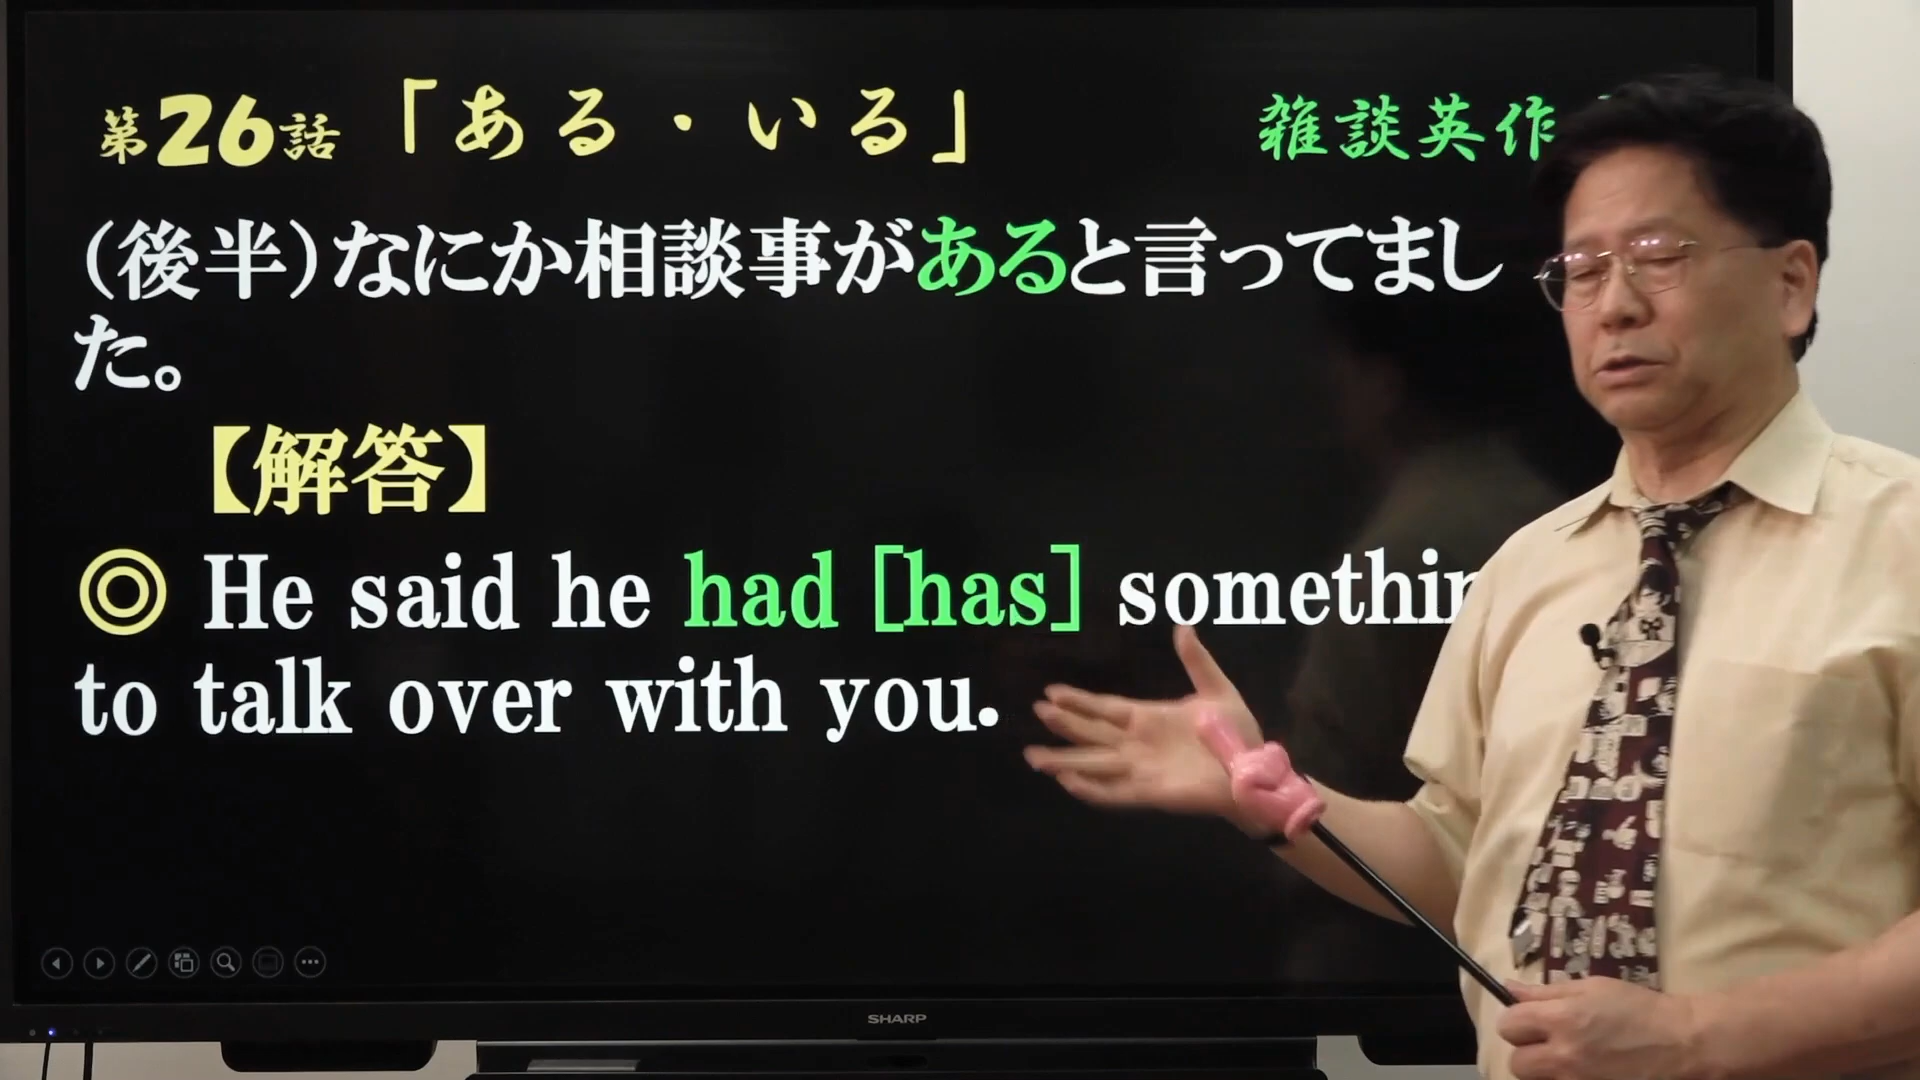 第26話「ある・いる」
雑談英作
(後半)なにか相談事があると言ってまし
た。
【解答】
◎ He said he had [has]
to talk over with you.
SHARP